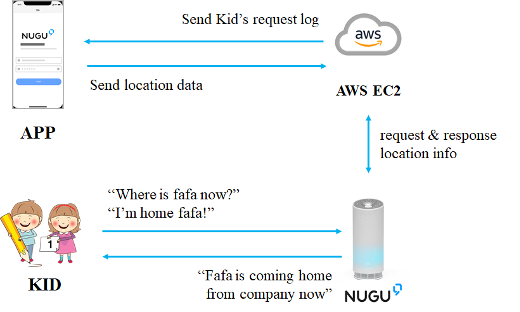 Send Kid's request log
NUGU
aws
Send location data
AWS EC2
APP
request & response
location info
"Where is fafa now?"
"I'm home fafa!"
1
"Fafa is coming home
from company now"
KID
NUGU